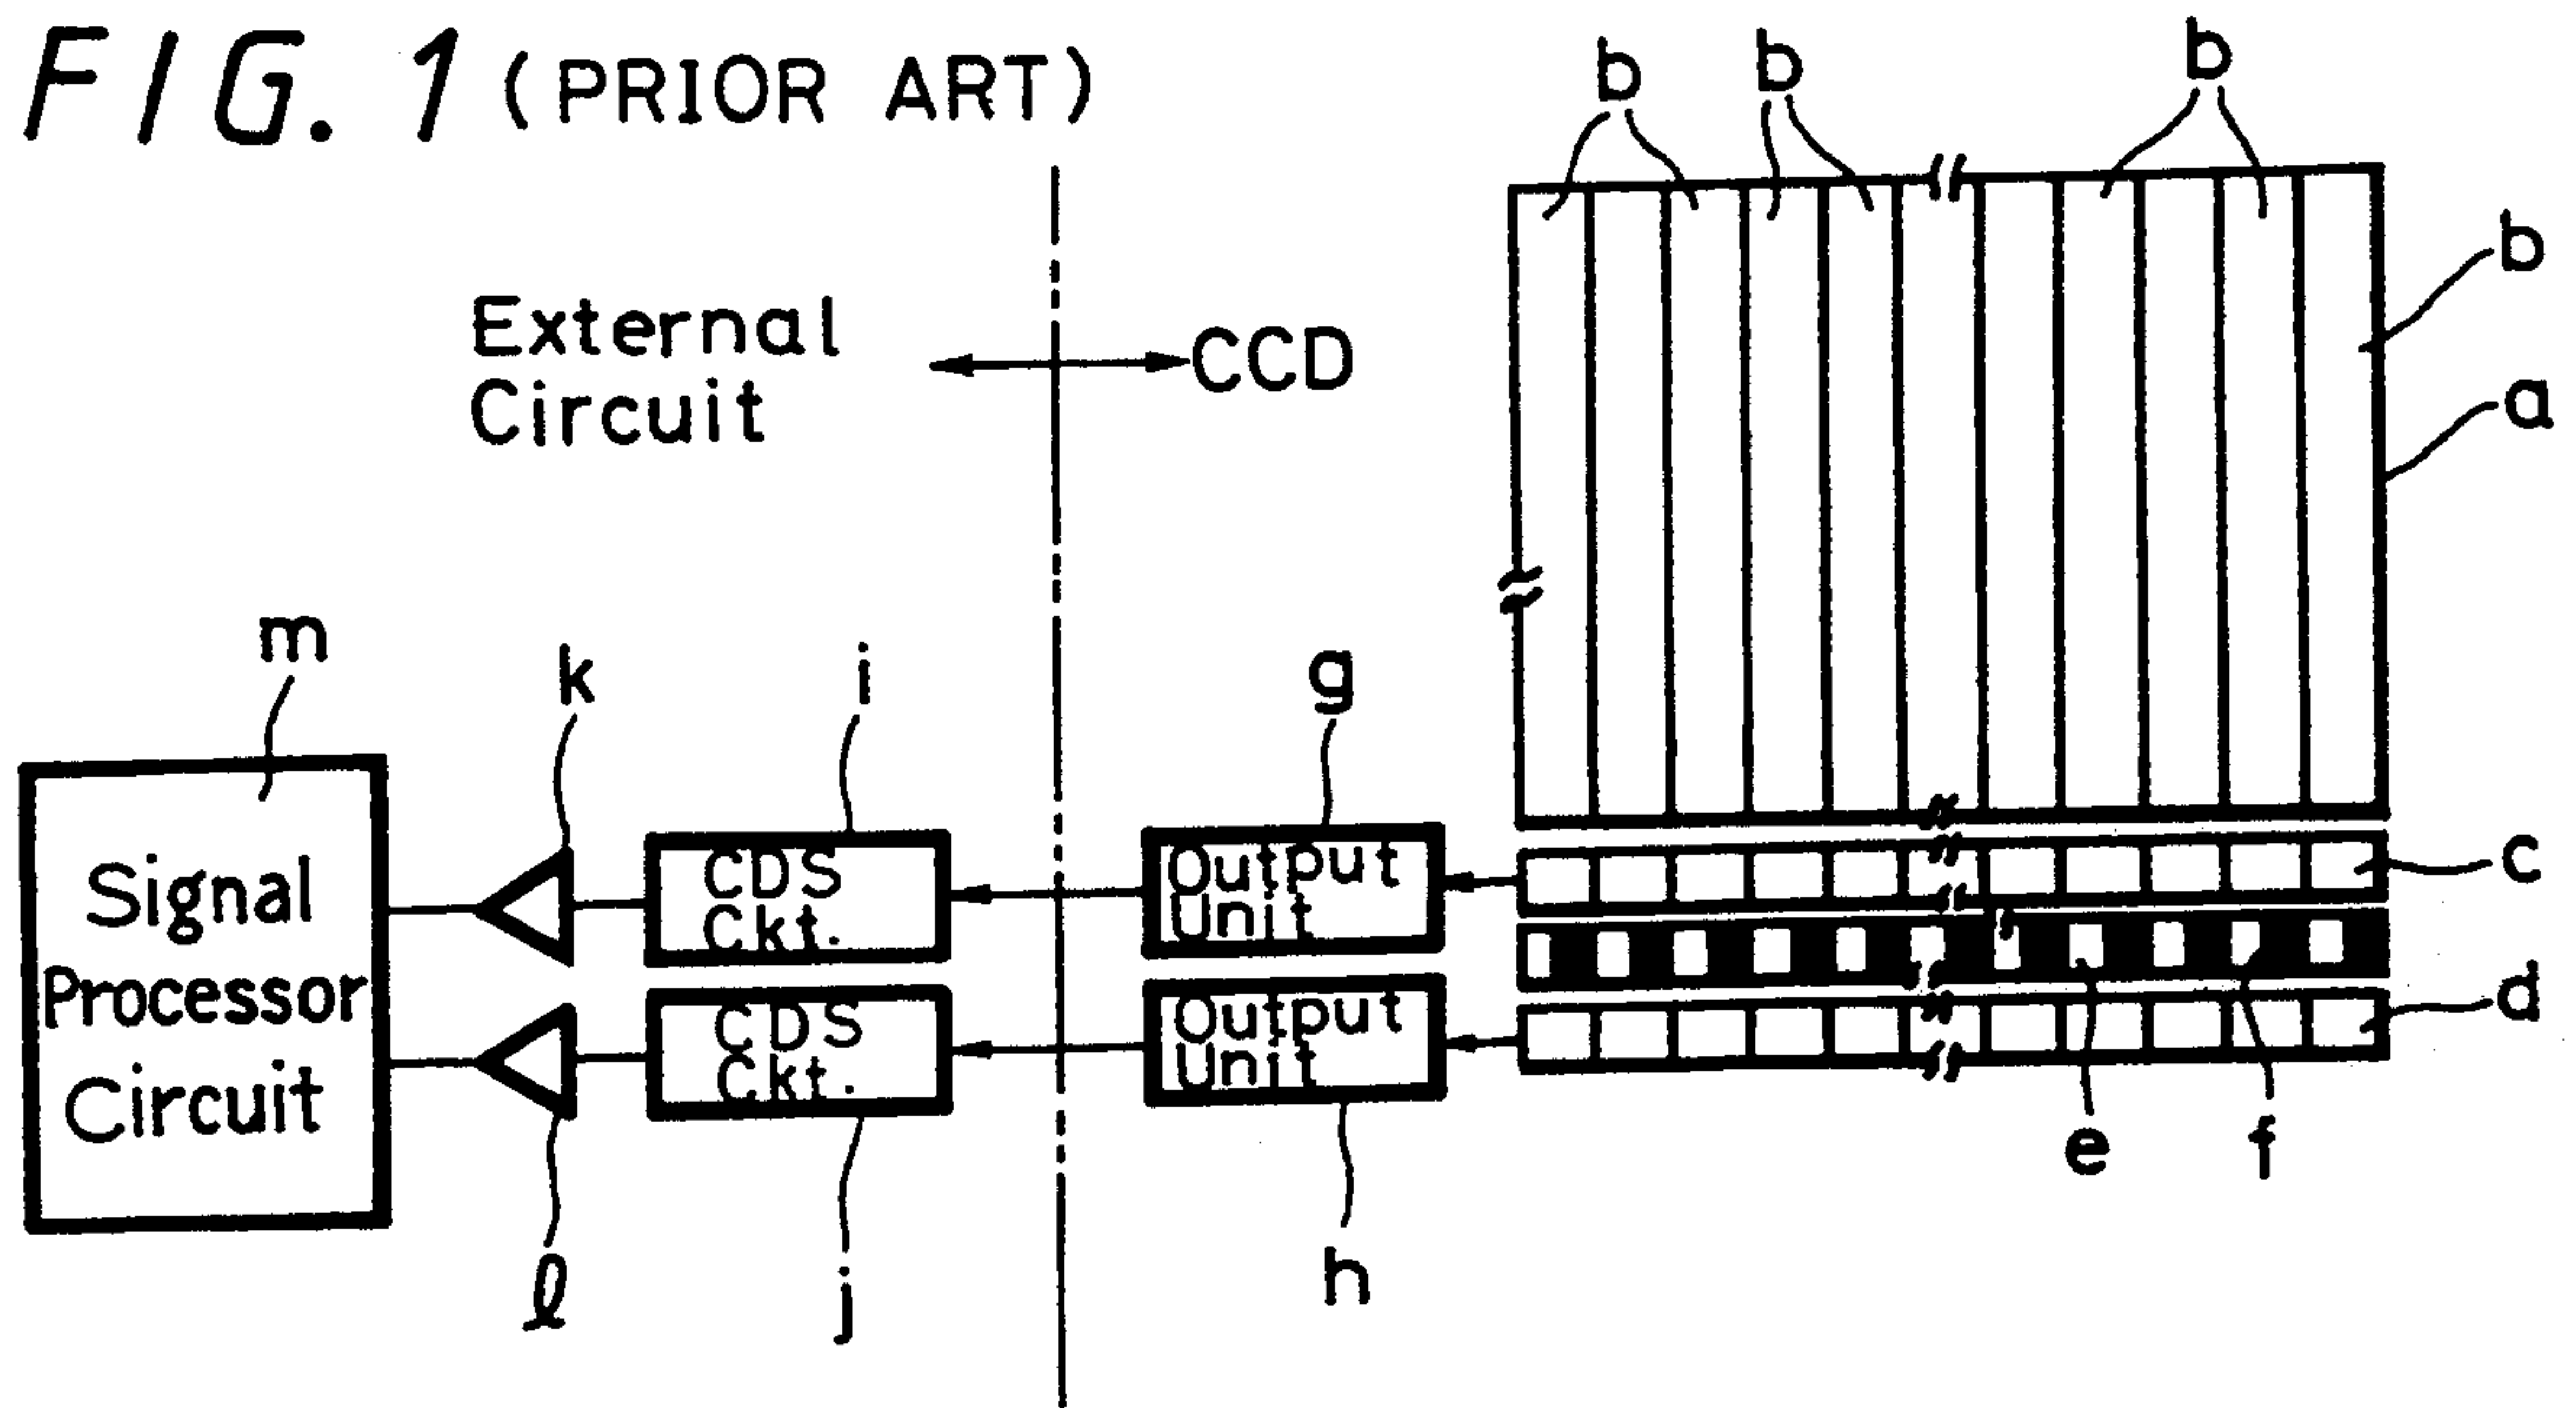 FIG. 1 (PRIOR ART)
b b b
b
a
External
Circuit
CCD
m
k
i
g
Signal
Processor
Circuit
CDS
Ckt.
Output
Unit
c
CDS
Ckt.
Output
Unit
d
e
f
l
j
h